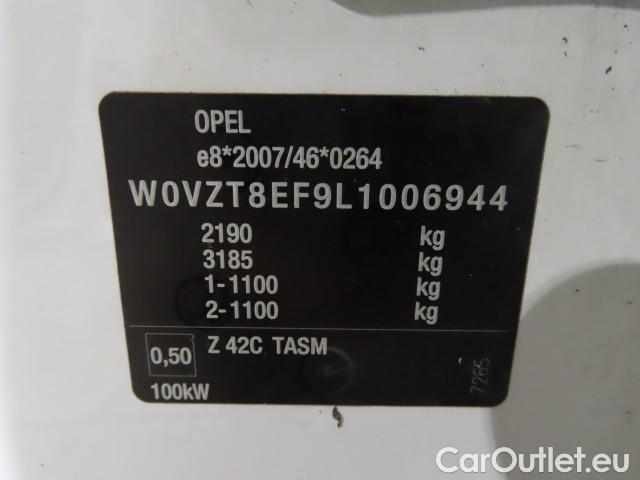 OPEL
e8*2007/46*0264
W0VZT8EF9L1006944
2190 kg
3185 kg
1-1100 kg
2-1100 kg
0,50 Z 42C TASM
100kW
7265
CarOutlet.eu